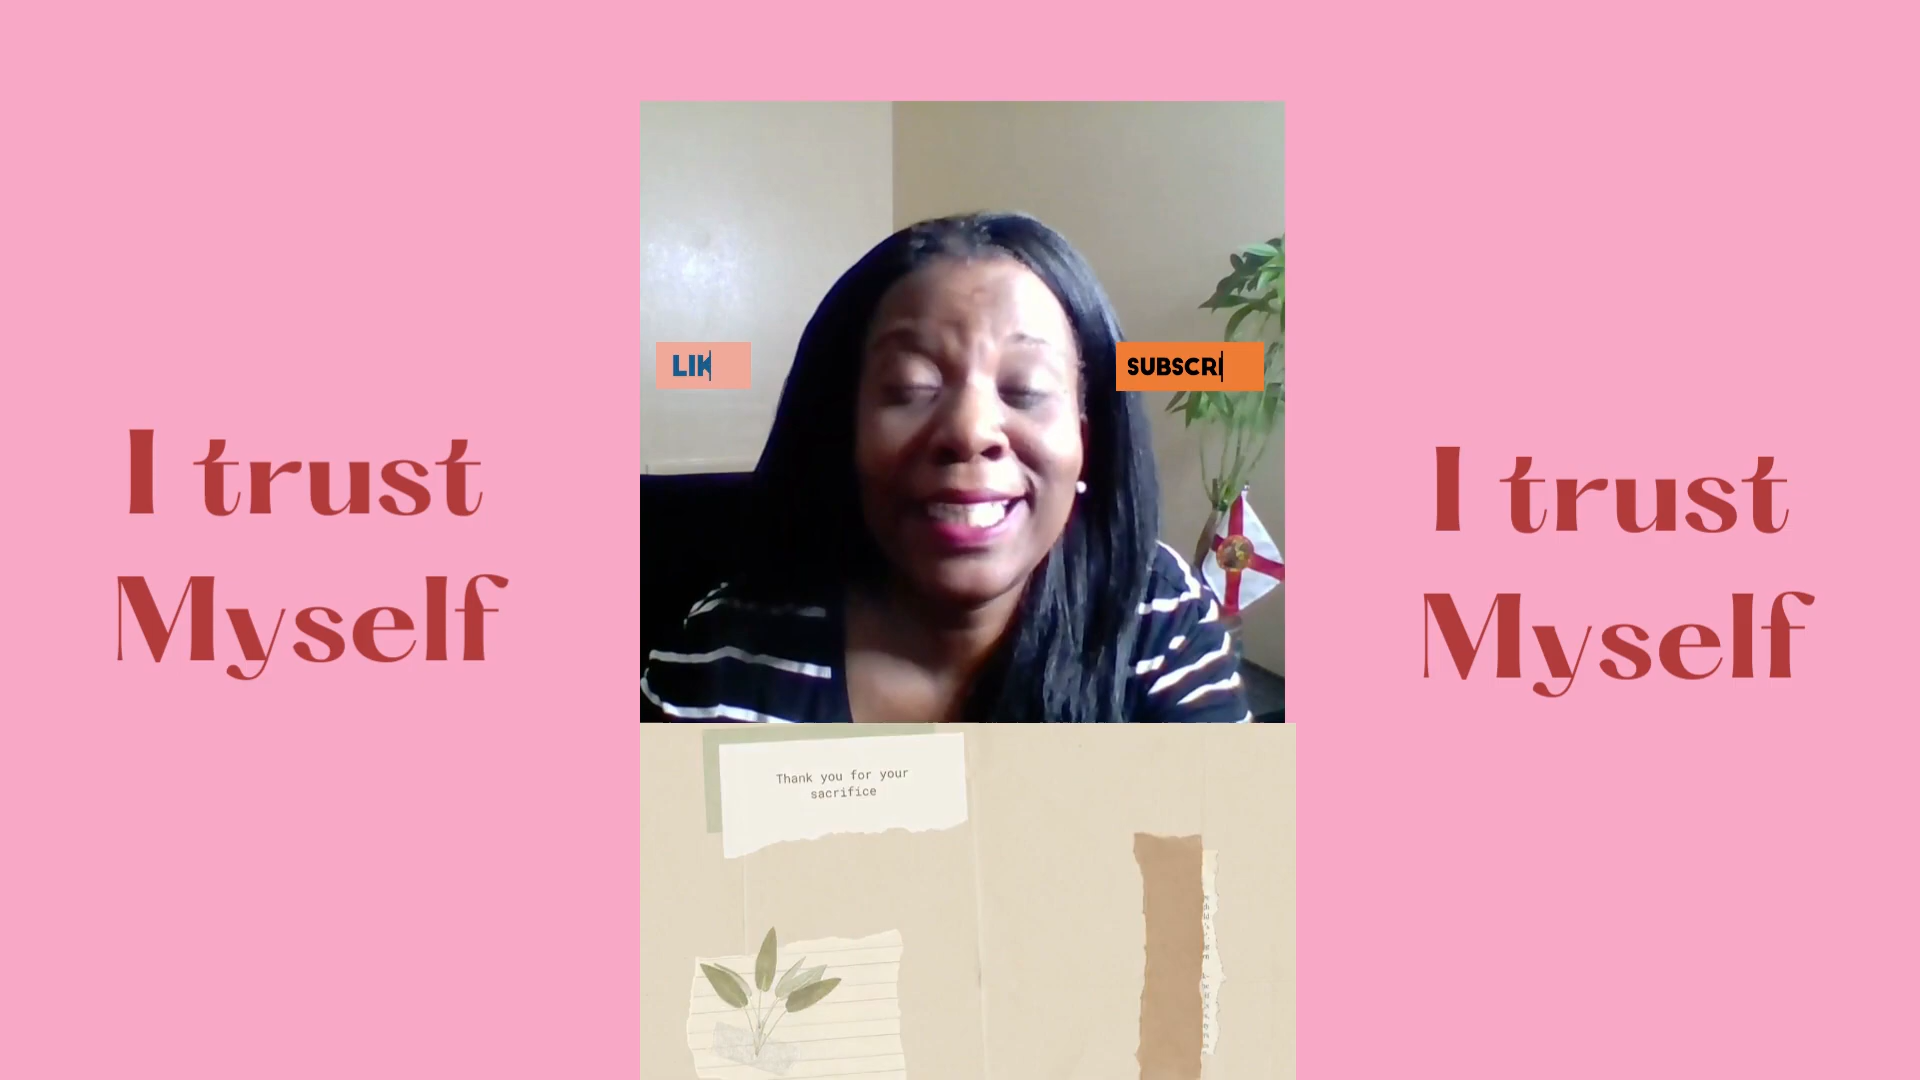 I trust
Myself
LIK
SUBSCRI
I trust
Myself
Thank you for your
sacrifice